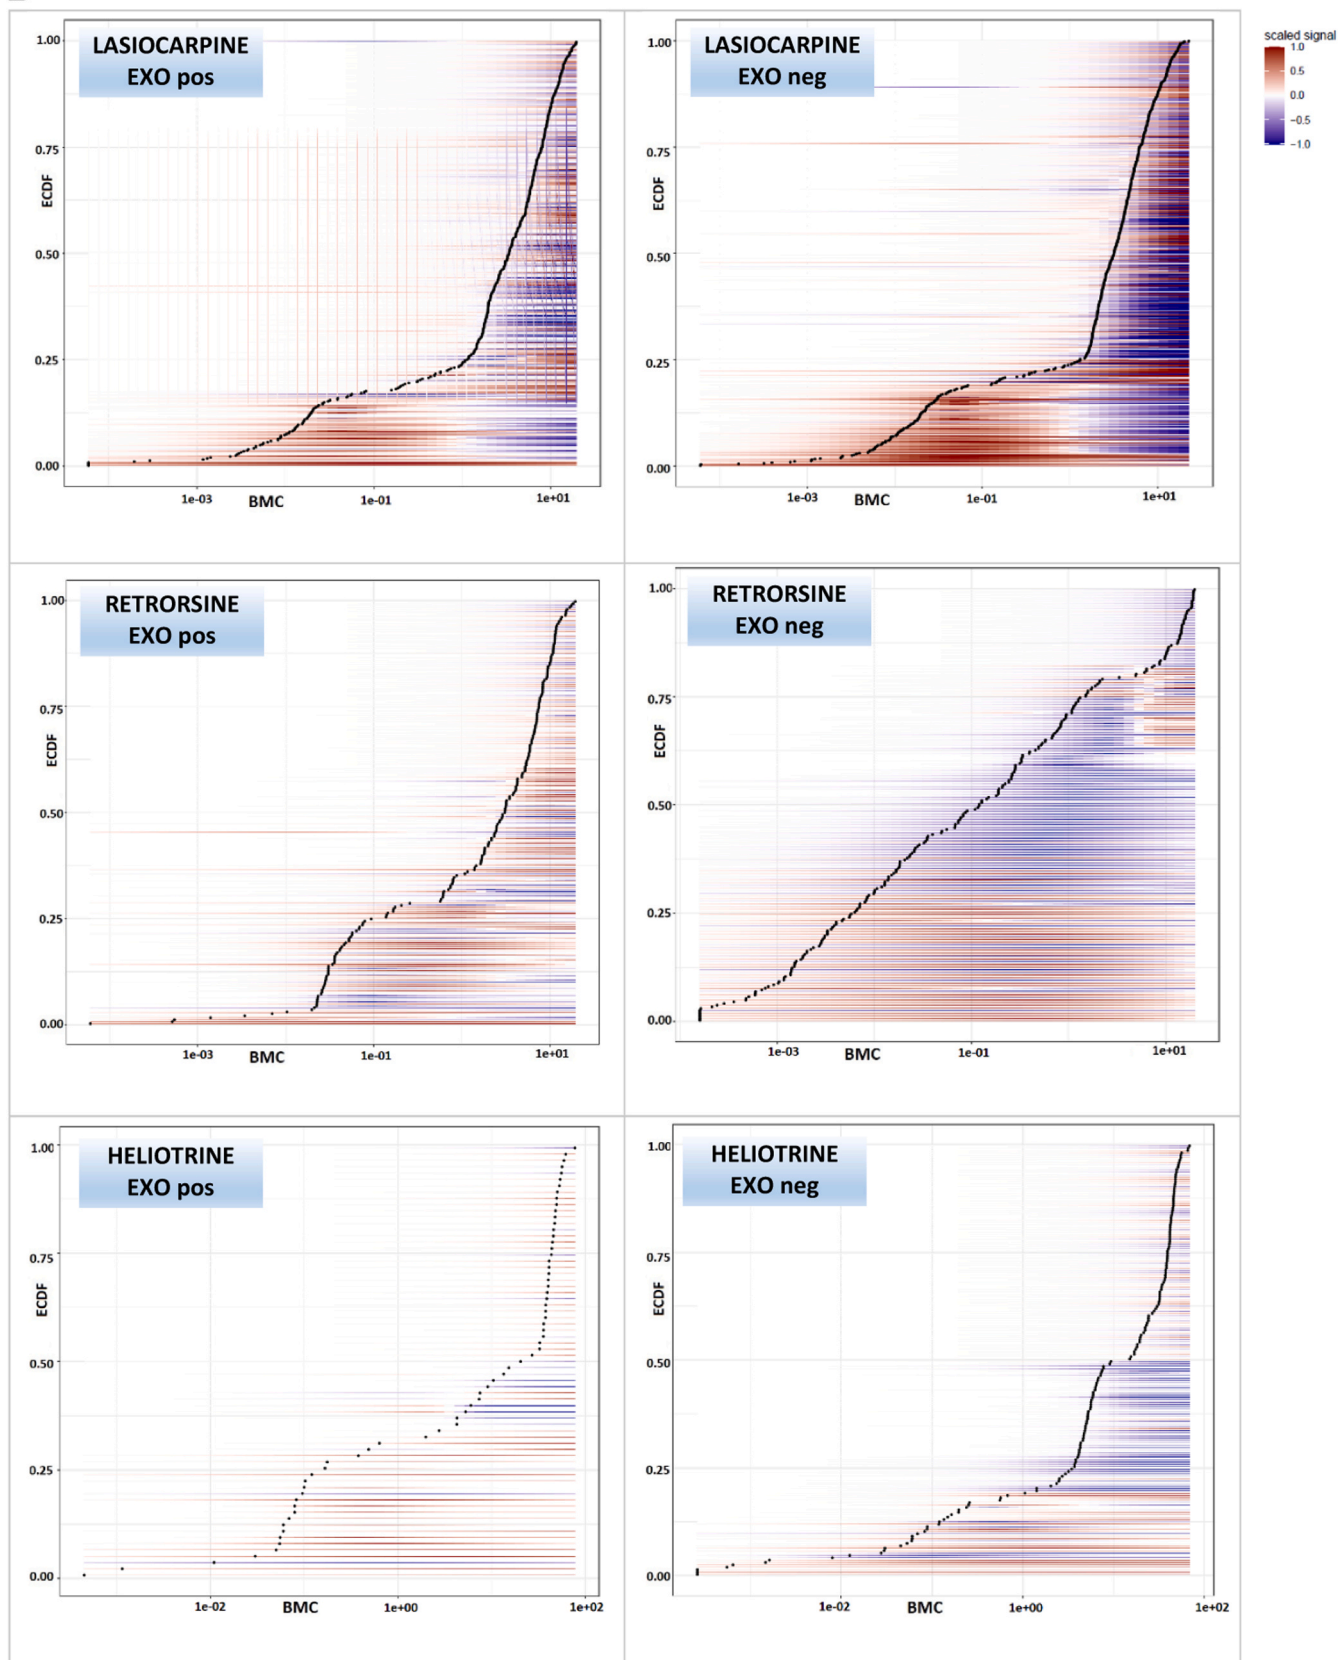 LASIOCARPINE
EXO pos
1.00
0.75
ECDF
0.50
0.25
0.00
1e-03
BMC
1e-01
1e+01
LASIOCARPINE
EXO neg
1.00
0.75
ECDF
0.50
0.25
0.00
1e-03
BMC
1e-01
1e+01
scaled signal
1.0
0.5
0.0
−0.5
−1.0
RETRORSINE
EXO pos
1.00
0.75
ECDF
0.50
0.25
0.00
1e-03
BMC
1e-01
1e+01
RETRORSINE
EXO neg
1.00
0.75
ECDF
0.50
0.25
0.00
1e-03
BMC
1e-01
1e+01
HELIOTRINE
EXO pos
1.00
0.75
ECDF
0.50
0.25
0.00
1e-02
BMC
1e+00
1e+02
HELIOTRINE
EXO neg
1.00
0.75
ECDF
0.50
0.25
0.00
1e-02
BMC
1e+00
1e+02